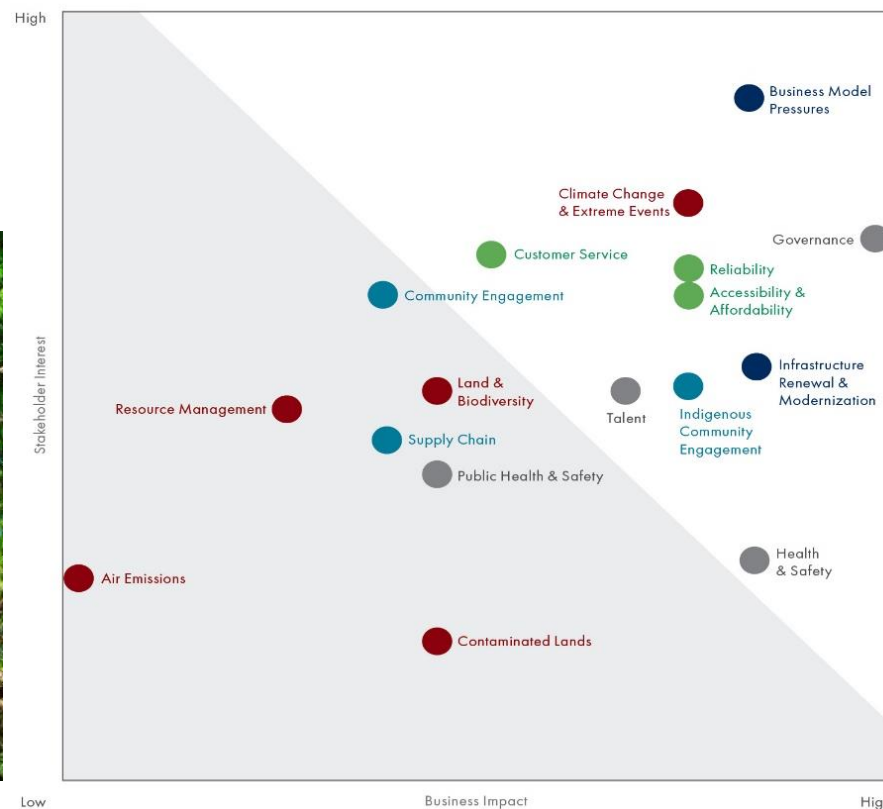 High
Business Model
Pressures
Climate Change
& Extreme Events
Governance
Customer Service
Reliability
Accessibility &
Affordability
Community Engagement
Infrastructure
Renewal &
Modernization
Land &
Biodiversity
Resource Management
Talent
Indigenous
Community
Engagement
Stakeholder Interest
Supply Chain
Public Health & Safety
Health
& Safety
Air Emissions
Contaminated Lands
Low
Business Impact
High